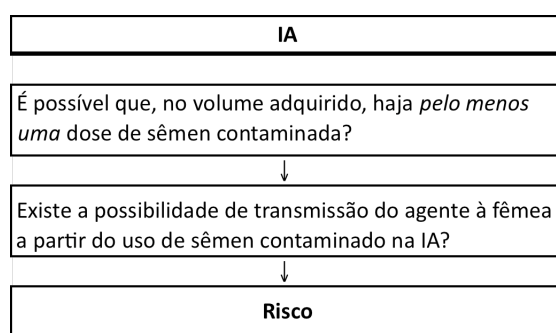 IA
É possível que, no volume adquirido, haja pelo menos
uma dose de sêmen contaminada?
Existe a possibilidade de transmissão do agente à fêmea
a partir do uso de sêmen contaminado na IA?
Risco